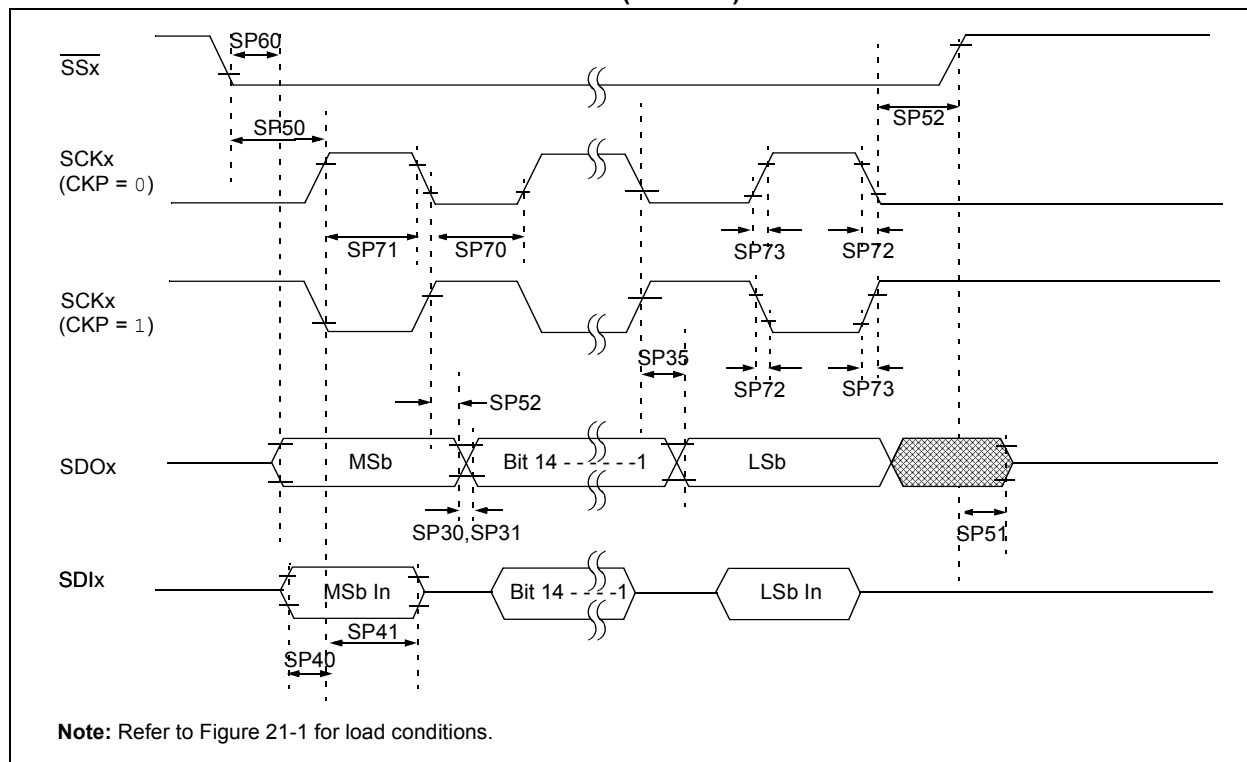 SP60
SSx
SP50
SP52
SCKx
(CKP = 0)
SP71
SP70
SP73
SP72
SCKx
(CKP = 1)
SP35
SP72
SP73
SP52
SDOx
MSb
Bit 14 - - - - - -1
LSb
SP30,SP31
SP51
SDIx
MSb In
Bit 14 - - - -1
LSb In
SP41
SP40
Note: Refer to Figure 21-1 for load conditions.